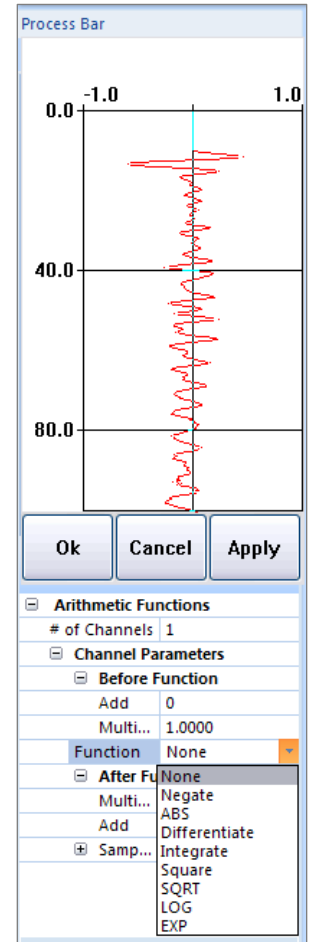 Process Bar
-1.0 1.0
0.0
40.0
80.0
Ok Cancel Apply
Arithmetic Functions
# of Channels 1
Channel Parameters
Before Function
Add 0
Multi... 1.0000
Function None
After Fu
None
Multi...
Negate
ABS
Add
Differentiate
Samp...
Integrate
Square
SQRT
LOG
EXP